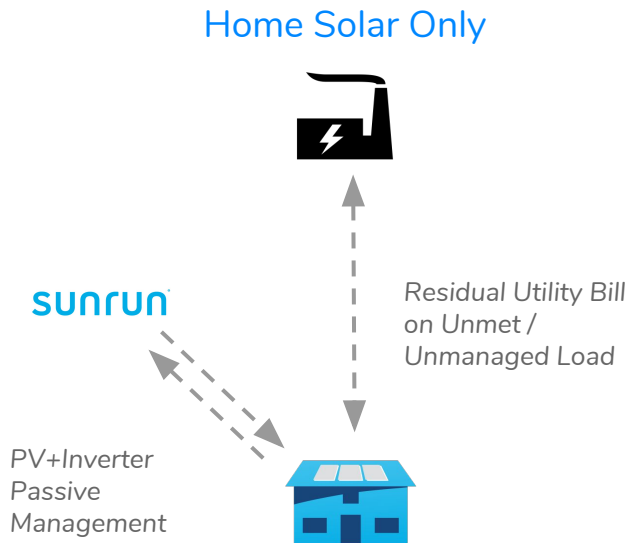 Home Solar Only
sunrun
Residual Utility Bill
on Unmet /
Unmanaged Load
PV+Inverter
Passive
Management